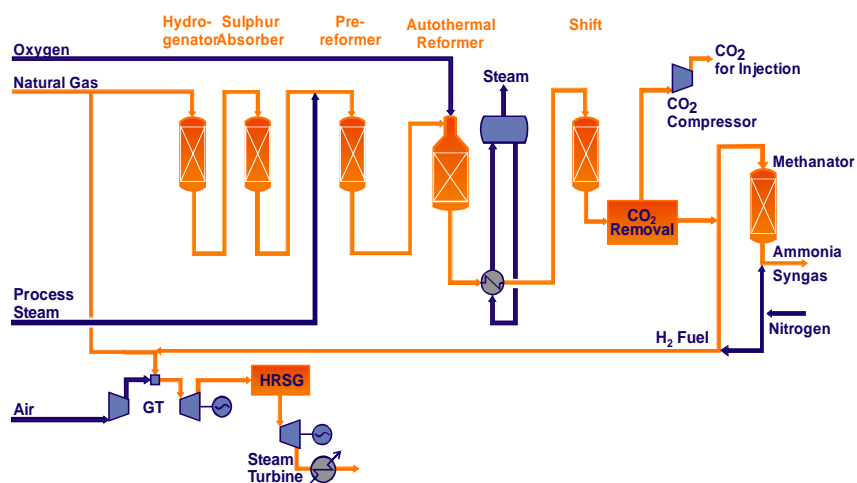 Hydro-
genator
Sulphur
Absorber
Pre-
reformer
Autothermal
Reformer
Shift
Oxygen
Natural Gas
Steam
CO2
for Injection
CO2
Compressor
Methanator
CO2
Removal
Ammonia
Syngas
Process
Steam
Nitrogen
H2 Fuel
HRSG
GT
Air
Steam
Turbine